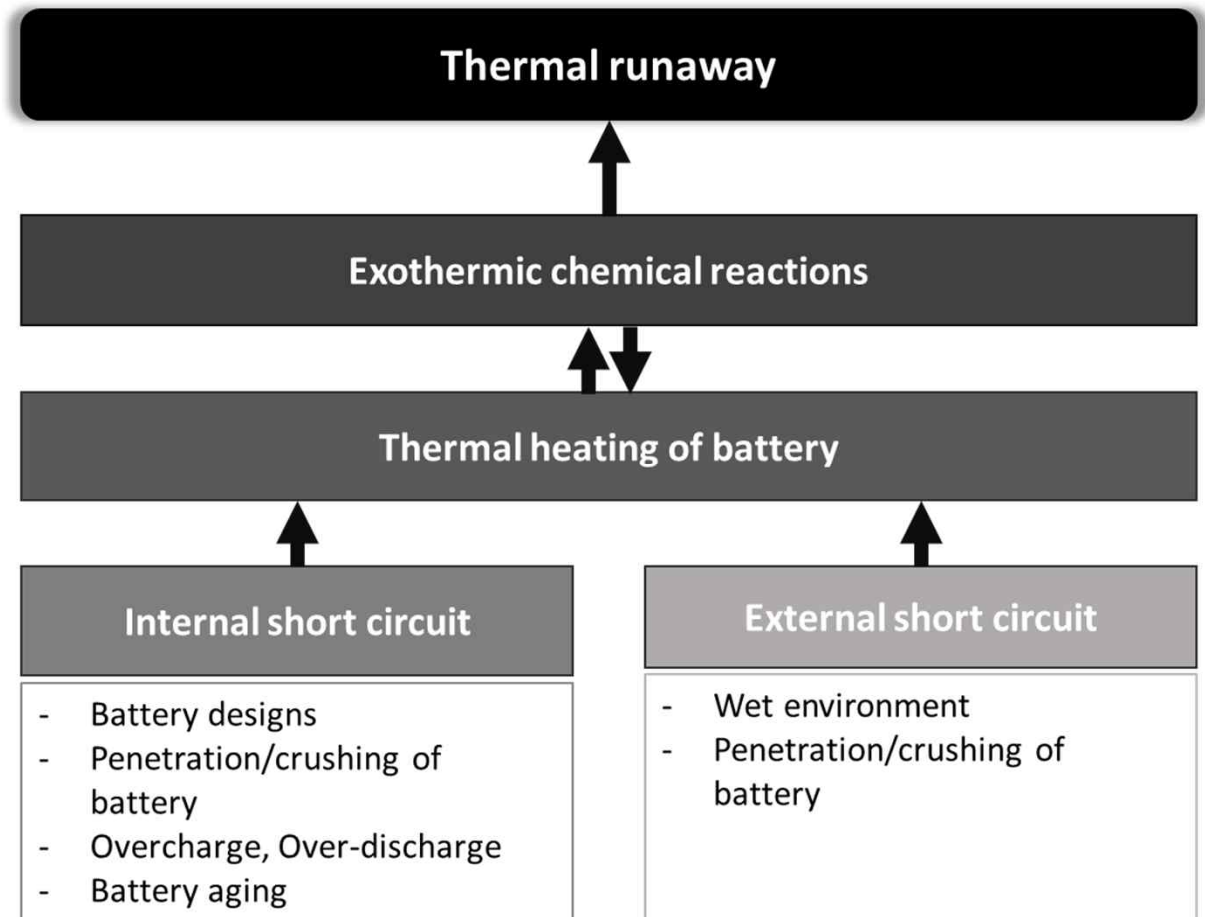 Thermal runaway
Exothermic chemical reactions
Thermal heating of battery
Internal short circuit
- Battery designs
- Penetration/crushing of
battery
- Overcharge, Over-discharge
- Battery aging
External short circuit
- Wet environment
- Penetration/crushing of
battery